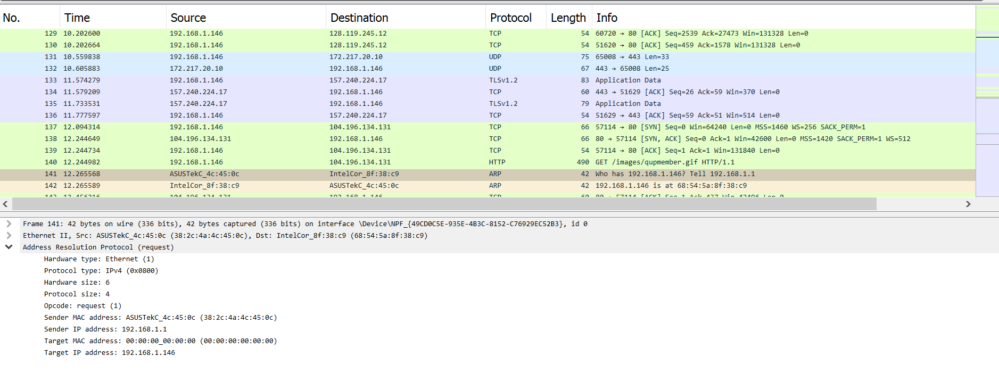 No. Time Source Destination Protocol Length Info
129 10.202600 192.168.1.146 128.119.245.12 TCP 54 60720 → 80 [ACK] Seq=2539 Ack=27473 Win=131328 Len=0
130 10.202664 192.168.1.146 128.119.245.12 TCP 54 51620 → 80 [ACK] Seq=459 Ack=1578 Win=131328 Len=0
131 10.559838 192.168.1.146 172.217.20.10 UDP 75 65008 → 443 Len=33
132 10.605883 172.217.20.10 192.168.1.146 UDP 67 443 → 65008 Len=25
133 11.574279 192.168.1.146 157.240.224.17 TLSv1.2 83 Application Data
134 11.579209 157.240.224.17 192.168.1.146 TCP 60 443 → 51629 [ACK] Seq=26 Ack=59 Win=370 Len=0
135 11.733531 157.240.224.17 192.168.1.146 TLSv1.2 79 Application Data
136 11.777597 192.168.1.146 157.240.224.17 TCP 54 51629 → 443 [ACK] Seq=59 Ack=51 Win=514 Len=0
137 12.094314 192.168.1.146 104.196.134.131 TCP 66 57114 → 80 [SYN] Seq=0 Win=64240 Len=0 MSS=1460 WS=256 SACK_PERM=1
138 12.244649 104.196.134.131 192.168.1.146 TCP 66 80 → 57114 [SYN, ACK] Seq=0 Ack=1 Win=42600 Len=0 MSS=1420 SACK_PERM=1 WS=512
139 12.244734 192.168.1.146 104.196.134.131 TCP 54 57114 → 80 [ACK] Seq=1 Ack=1 Win=131840 Len=0
140 12.244982 192.168.1.146 104.196.134.131 HTTP 490 GET /images/qupmember.gif HTTP/1.1
141 12.265568 ASUSTekC_4c:45:0c IntelCor_8f:38:c9 ARP 42 Who has 192.168.1.146? Tell 192.168.1.1
142 12.265589 IntelCor_8f:38:c9 ASUSTekC_4c:45:0c ARP 42 192.168.1.146 is at 68:54:5a:8f:38:c9
Frame 141: 42 bytes on wire (336 bits), 42 bytes captured (336 bits) on interface \Device\NPF_{49CD0C5E-935E-4B3C-8152-C76929EC52B3}, id 0
Ethernet II, Src: ASUSTekC_4c:45:0c (38:2c:4a:4c:45:0c), Dst: IntelCor_8f:38:c9 (68:54:5a:8f:38:c9)
Address Resolution Protocol (request)
Hardware type: Ethernet (1)
Protocol type: IPv4 (0x0800)
Hardware size: 6
Protocol size: 4
Opcode: request (1)
Sender MAC address: ASUSTekC_4c:45:0c (38:2c:4a:4c:45:0c)
Sender IP address: 192.168.1.1
Target MAC address: 00:00:00_00:00:00 (00:00:00:00:00:00)
Target IP address: 192.168.1.146